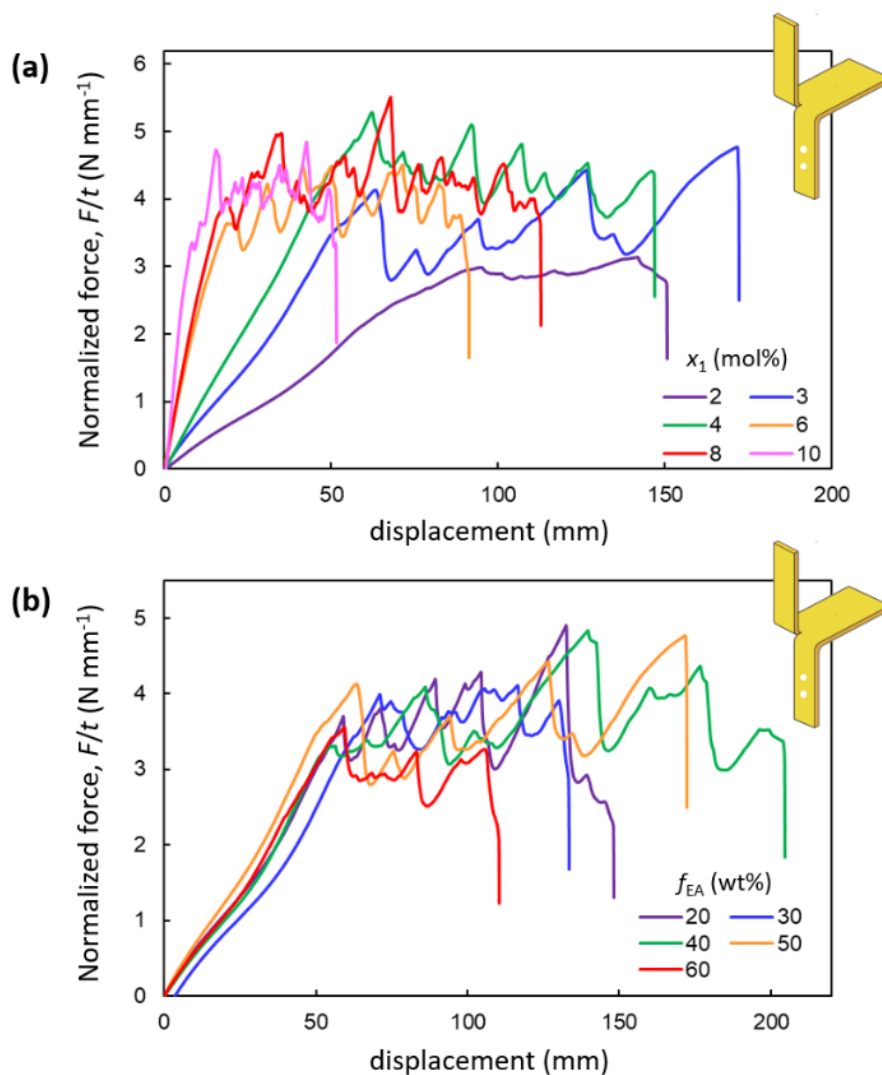 (a)
Normalized force, F/t (N mm⁻¹)
6
5
4
3
2
1
0
x₁ (mol%)
2 3
4 6
8 10
0 50 100 150 200
displacement (mm)
(b)
Normalized force, F/t (N mm⁻¹)
5
4
3
2
1
0
f_EA (wt%)
20 30
40 50
60
0 50 100 150 200
displacement (mm)